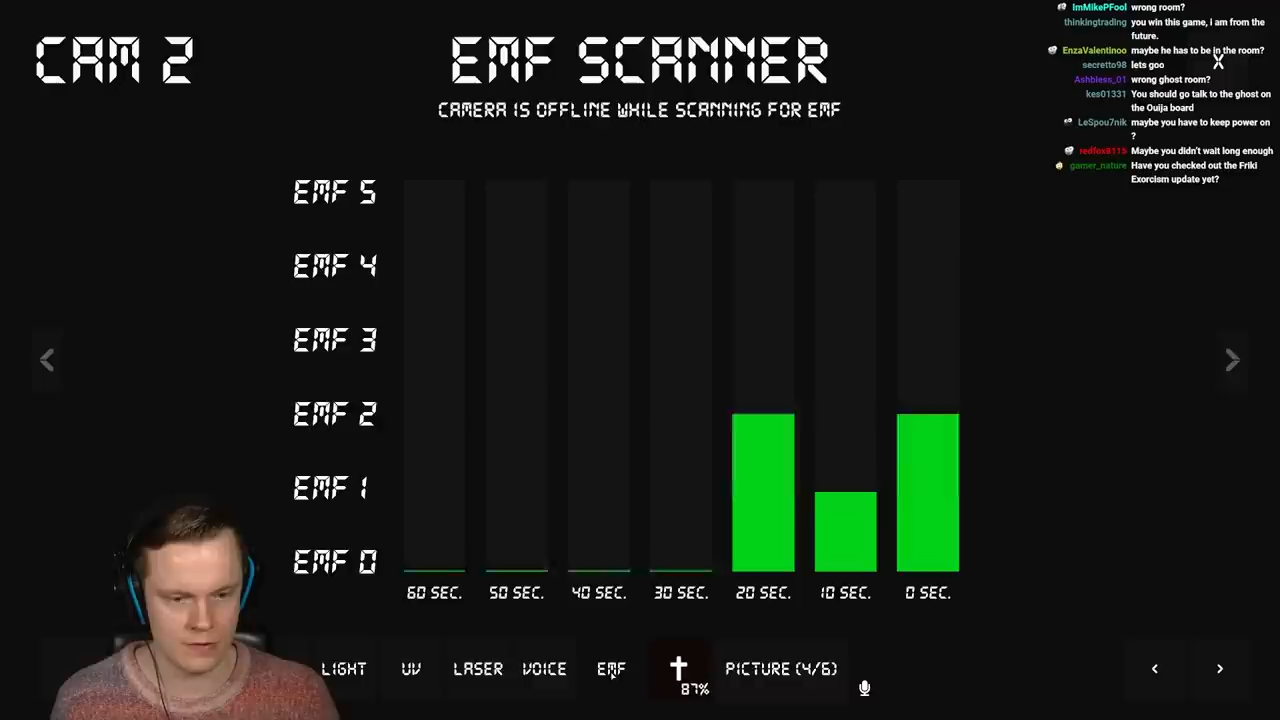 CAM 2
EMF SCANNER
CAMERA IS OFFLINE WHILE SCANNING FOR EMF
X
ImMikePFool wrong room?
thinkingtrading you win this game, i am from the
future.
EnzaValentinoo maybe he has to be in the room?
secretto98 lets goo
Ashbless_01 wrong ghost room?
kes01331 You should go talk to the ghost on
the Ouija board
LeSpou7nik maybe you have to keep power on
?
redfox8115 Maybe you didn't wait long enough
gamer_nature Have you checked out the Friki
Exorcism update yet?
EMF 5
EMF 4
EMF 3
EMF 2
EMF 1
EMF 0
60 SEC. 50 SEC. 40 SEC. 30 SEC. 20 SEC. 10 SEC. 0 SEC.
LIGHT UV LASER VOICE EMF 87% PICTURE (4/6) < >